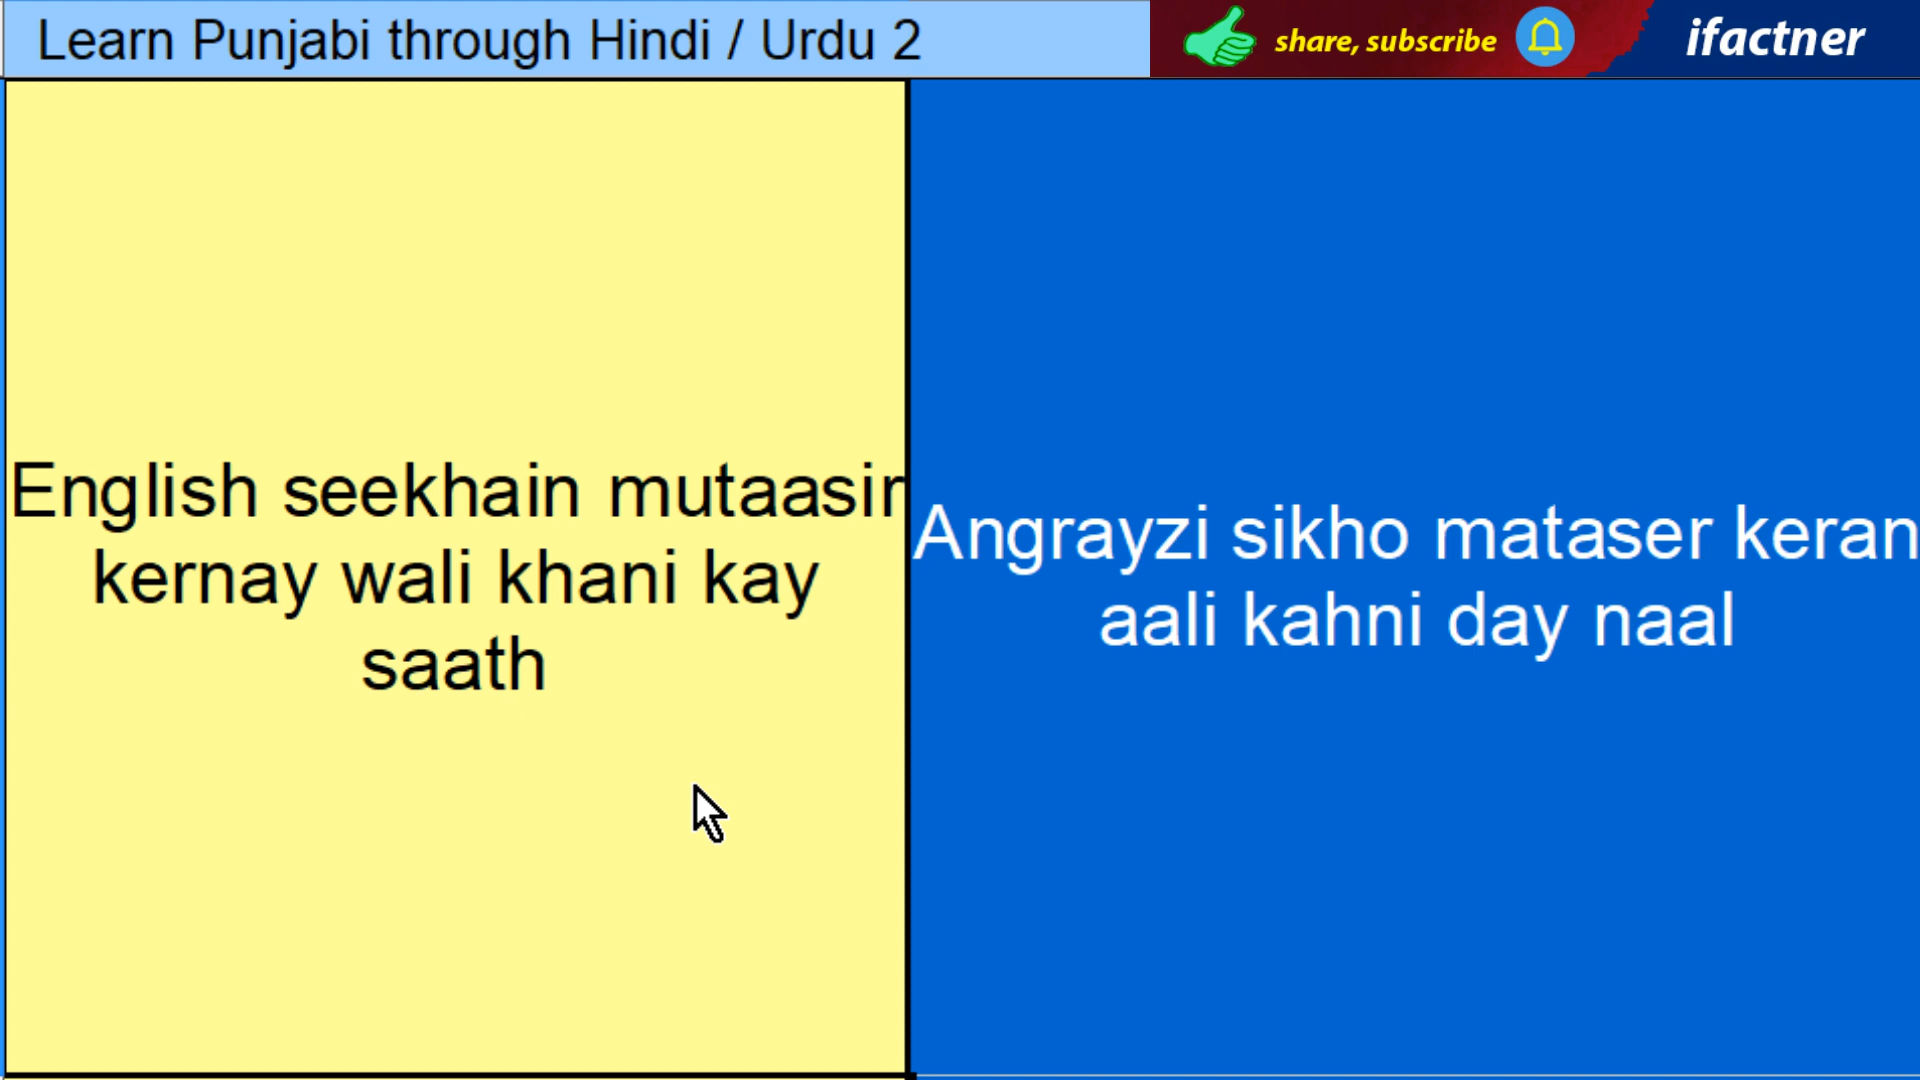 Learn Punjabi through Hindi / Urdu 2
share, subscribe
ifactner
English seekhain mutaasir
kernay wali khani kay
saath
Angrayzi sikho mataser keran
aali kahni day naal